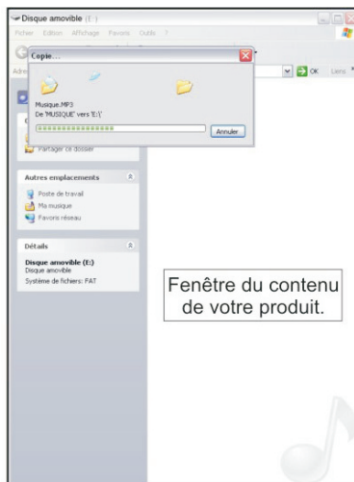 Disque amovible (E:)
Fichier Edition Affichage Favoris Outils ?
Copie...
OK Liens »
Musique.MP3
De 'MUSIQUE' vers 'E:\'
Annuler
Partager ce dossier
Autres emplacements
Poste de travail
Ma musique
Favoris réseau
Détails
Disque amovible (E:)
Disque amovible
Système de fichiers: FAT
Fenêtre du contenu
de votre produit.